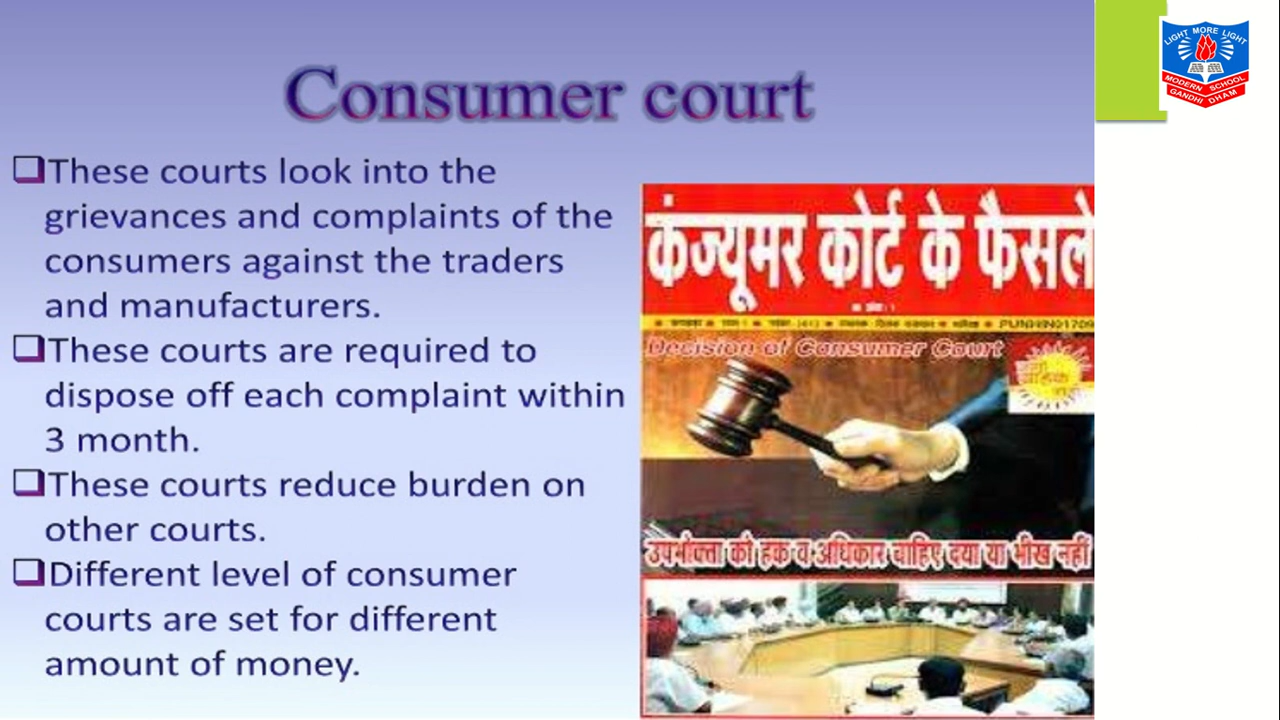 Consumer court
❑These courts look into the
grievances and complaints of the
consumers against the traders
and manufacturers.
❑These courts are required to
dispose off each complaint within
3 month.
❑These courts reduce burden on
other courts.
❑Different level of consumer
courts are set for different
amount of money.
कंज्यूमर कोर्ट के फैसले
Decision of Consumer Court
उपभोक्ता को हक व अधिकार चाहिए दया या भीख नहीं
LIGHT MORE LIGHT
MODERN SCHOOL
GANDHI DHAM